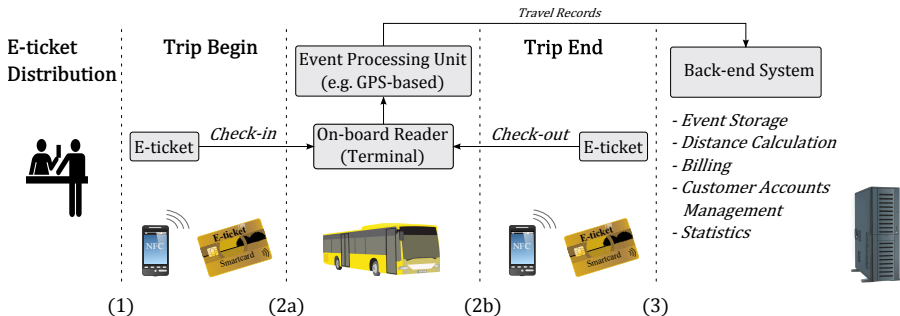 Travel Records
E-ticket
Distribution
Trip Begin
Event Processing Unit
(e.g. GPS-based)
Trip End
Back-end System
E-ticket
Check-in
On-board Reader
(Terminal)
Check-out
E-ticket
- Event Storage
- Distance Calculation
- Billing
- Customer Accounts
Management
- Statistics
NFC
E-ticket
Smartcard
NFC
E-ticket
Smartcard
(1)
(2a)
(2b)
(3)